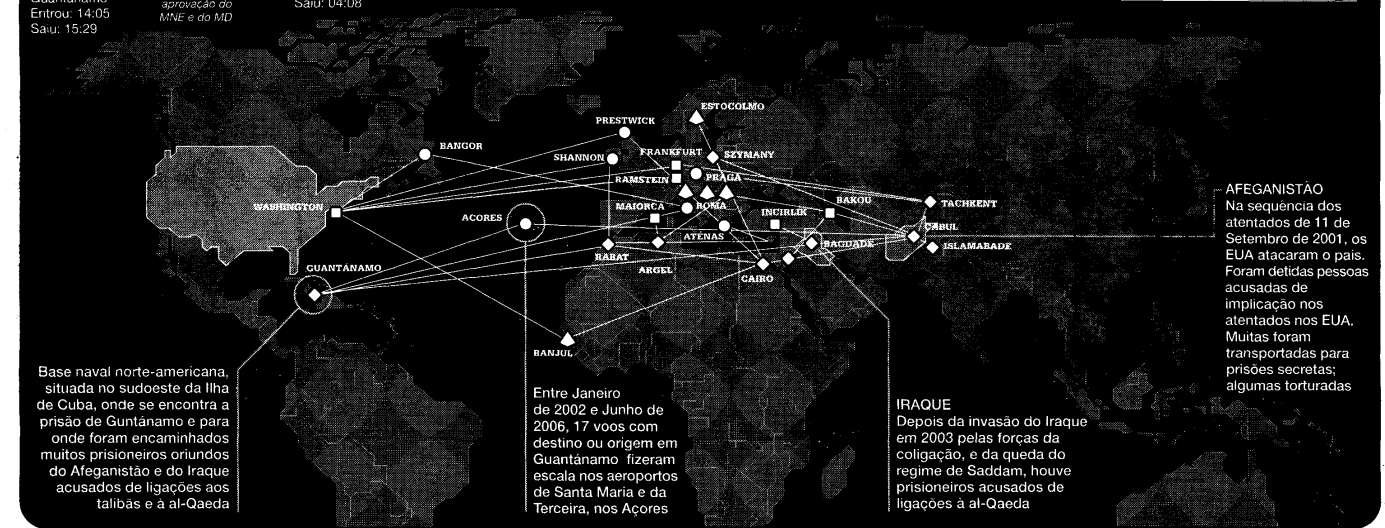 Guantánamo
Entrou: 14:05
Saiu: 15:29
aprovação do
MNE e do MD
Saiu: 04:08
ESTOCOLMO
PRESTWICK
BANGOR
SHANNON
FRANKFURT
SZYMANY
RAMSTEIN
PRAGA
WASHINGTON
AÇORES
MAIORCA
ROMA
INCIRLIK
BAKOU
TACHKENT
CABUL
ATENAS
BAGDADE
ISLAMABADE
RABAT
ARGEL
CAIRO
GUANTÁNAMO
BANJUL
Base naval norte-americana,
situada no sudoeste da Ilha
de Cuba, onde se encontra a
prisão de Guntánamo e para
onde foram encaminhados
muitos prisioneiros oriundos
do Afeganistão e do Iraque
acusados de ligações aos
talibãs e à al-Qaeda
Entre Janeiro
de 2002 e Junho de
2006, 17 voos com
destino ou origem em
Guantánamo fizeram
escala nos aeroportos
de Santa Maria e da
Terceira, nos Açores
IRAQUE
Depois da invasão do Iraque
em 2003 pelas forças da
coligação, e da queda do
regime de Saddam, houve
prisioneiros acusados de
ligações à al-Qaeda
AFEGANISTÃO
Na sequência dos
atentados de 11 de
Setembro de 2001, os
EUA atacaram o país.
Foram detidas pessoas
acusadas de
implicação nos
atentados nos EUA.
Muitas foram
transportadas para
prisões secretas;
algumas torturadas